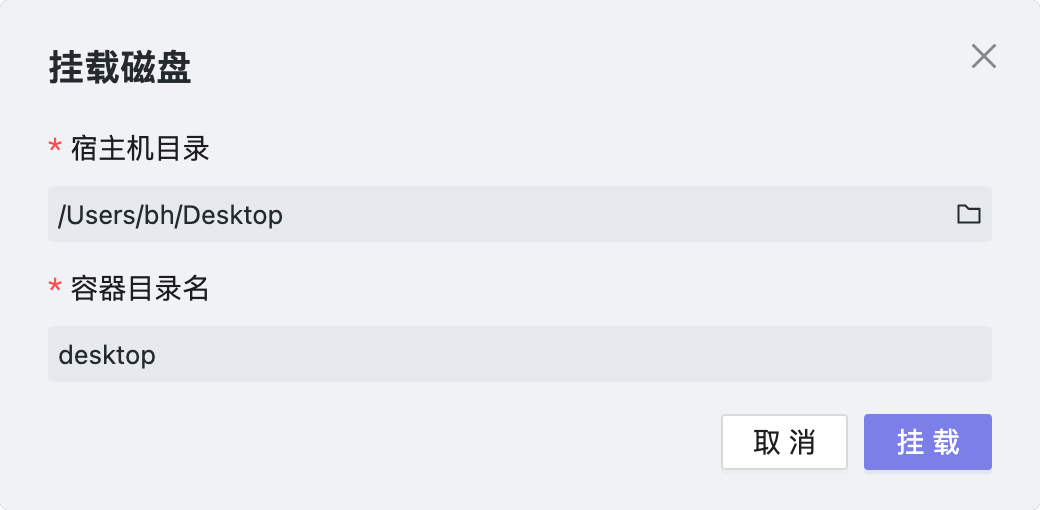 挂载磁盘
* 宿主机目录
/Users/bh/Desktop
* 容器目录名
desktop
取 消
挂 载